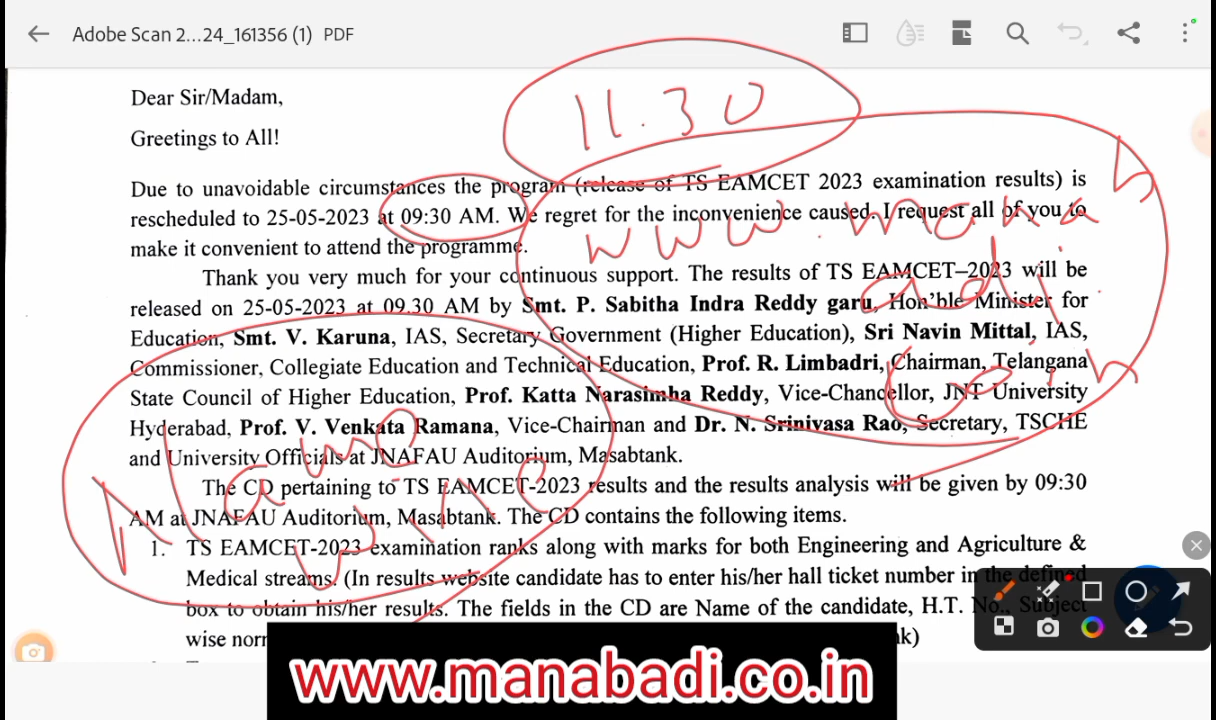 Adobe Scan 2...24_161356 (1) PDF
Dear Sir/Madam,
11.30
Greetings to All!
Due to unavoidable circumstances the program (release of TS EAMCET 2023 examination results) is
rescheduled to 25-05-2023 at 09:30 AM. We regret for the inconvenience caused. I request all of you to
make it convenient to attend the programme.
www.manabadi.co.in
Thank you very much for your continuous support. The results of TS EAMCET–2023 will be
released on 25-05-2023 at 09.30 AM by Smt. P. Sabitha Indra Reddy garu, Hon'ble Minister for
Education, Smt. V. Karuna, IAS, Secretary Government (Higher Education), Sri Navin Mittal, IAS,
Commissioner, Collegiate Education and Technical Education, Prof. R. Limbadri, Chairman, Telangana
State Council of Higher Education, Prof. Katta Narasimha Reddy, Vice-Chancellor, JNT University
Hyderabad, Prof. V. Venkata Ramana, Vice-Chairman and Dr. N. Srinivasa Rao, Secretary, TSCHE
and University Officials at JNAFAU Auditorium, Masabtank.
Name
wise
The CD pertaining to TS EAMCET-2023 results and the results analysis will be given by 09:30
AM at JNAFAU Auditorium, Masabtank. The CD contains the following items.
1. TS EAMCET-2023 examination ranks along with marks for both Engineering and Agriculture &
Medical streams. (In results website candidate has to enter his/her hall ticket number in the defined
box to obtain his/her results. The fields in the CD are Name of the candidate, H.T. No., Subject
wise
www.manabadi.co.in